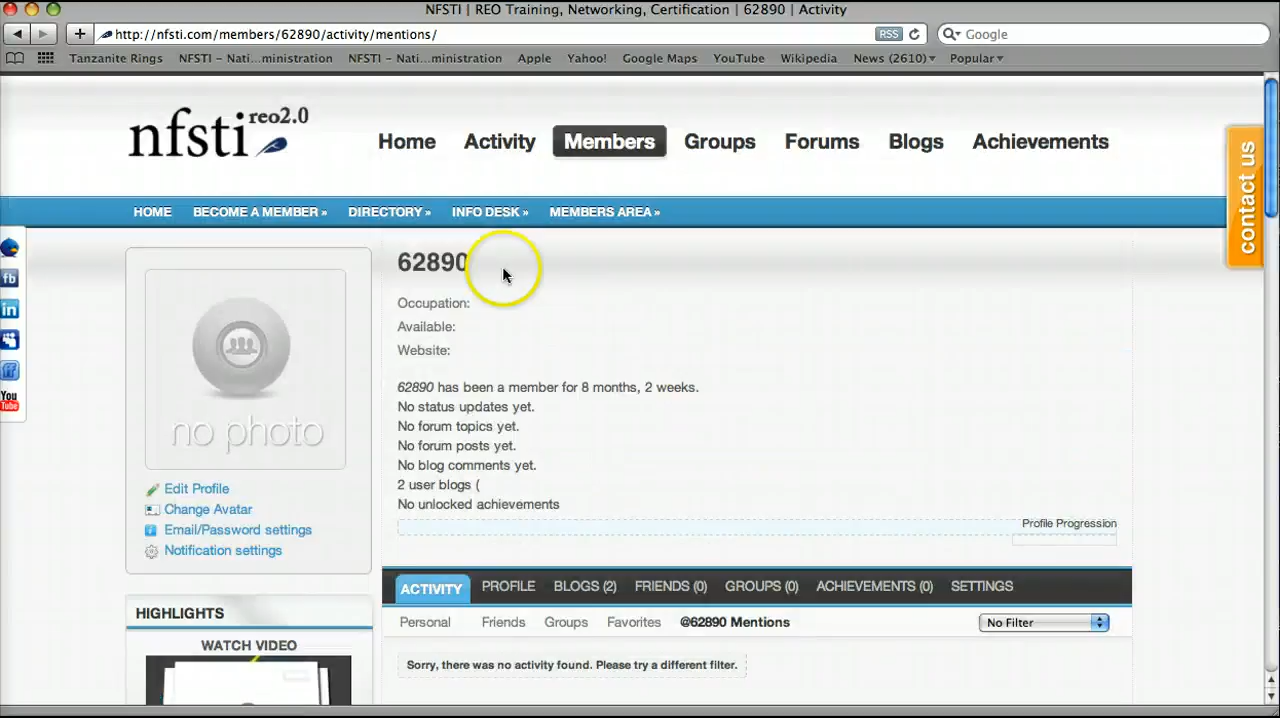 NFSTI | REO Training, Networking, Certification | 62890 | Activity
http://nfsti.com/members/62890/activity/mentions/
RSS
Google
Tanzanite Rings NFSTI – Nati...ministration NFSTI – Nati...ministration Apple Yahoo! Google Maps YouTube Wikipedia News (2610) Popular
nfsti reo2.0
Home Activity Members Groups Forums Blogs Achievements
contact us
HOME BECOME A MEMBER » DIRECTORY » INFO DESK » MEMBERS AREA »
fb
in
ff
You Tube
no photo
Edit Profile
Change Avatar
Email/Password settings
Notification settings
62890
Occupation:
Available:
Website:
62890 has been a member for 8 months, 2 weeks.
No status updates yet.
No forum topics yet.
No forum posts yet.
No blog comments yet.
2 user blogs (
No unlocked achievements
Profile Progression
ACTIVITY PROFILE BLOGS (2) FRIENDS (0) GROUPS (0) ACHIEVEMENTS (0) SETTINGS
Personal Friends Groups Favorites @62890 Mentions No Filter
Sorry, there was no activity found. Please try a different filter.
HIGHLIGHTS
WATCH VIDEO